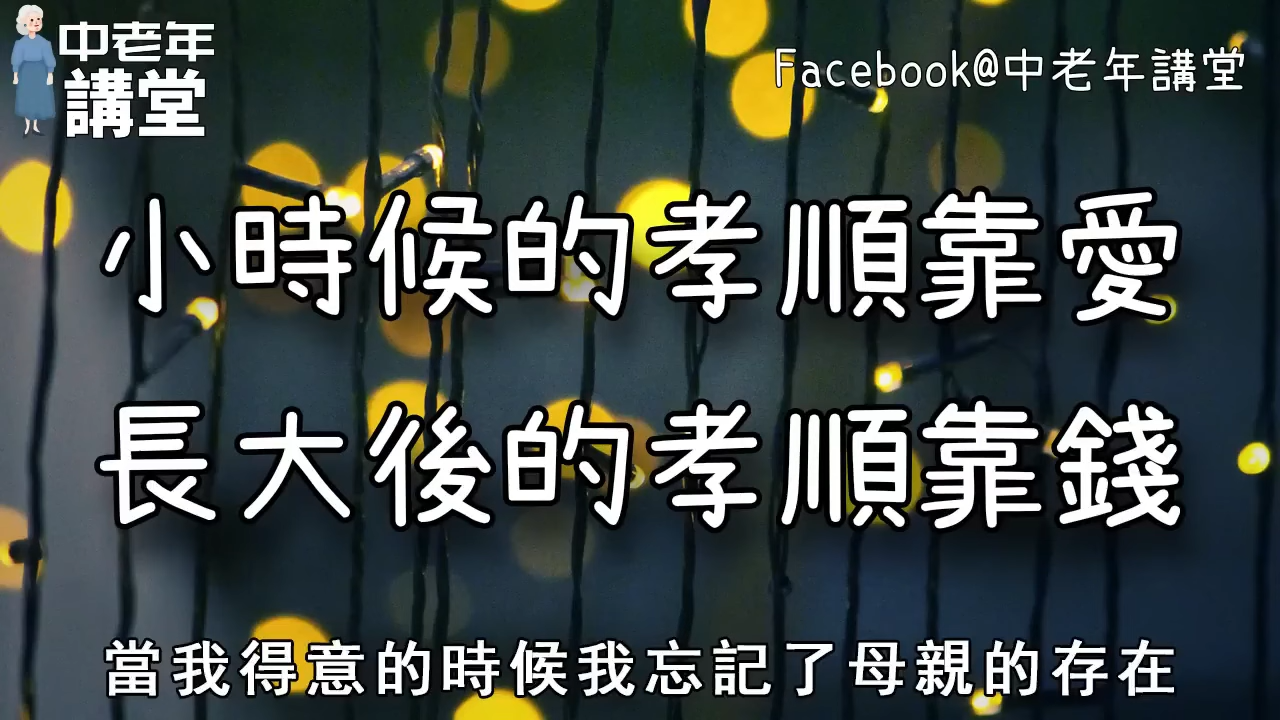 中老年
講堂
Facebook@中老年講堂
小時候的孝順靠愛
長大後的孝順靠錢
當我得意的時候我忘記了母親的存在